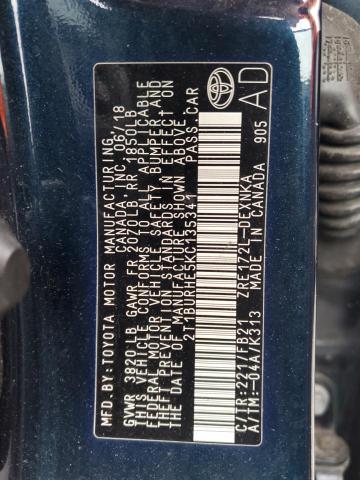 MFD.BY:TOYOTA MOTOR MANUFACTURING
CANADA, INC. 06/18
GVWR 3820 LB GAWR FR 2070LB RR 1850LB
THIS VEHICLE CONFORMS TO ALL APPLICABLE
FEDERAL MOTOR VEHICLE SAFETY, BUMPER, AND
THEFT PREVENTION STANDARDS IN EFFECT ON
THE DATE OF MANUFACTURE SHOWN ABOVE.
2T1BURHE5KC135341 PASS CAR
C/TR:221/FB21 ZRE172L-DEXNKA
A/TM:-04A/K313 MADE IN CANADA 905
AD